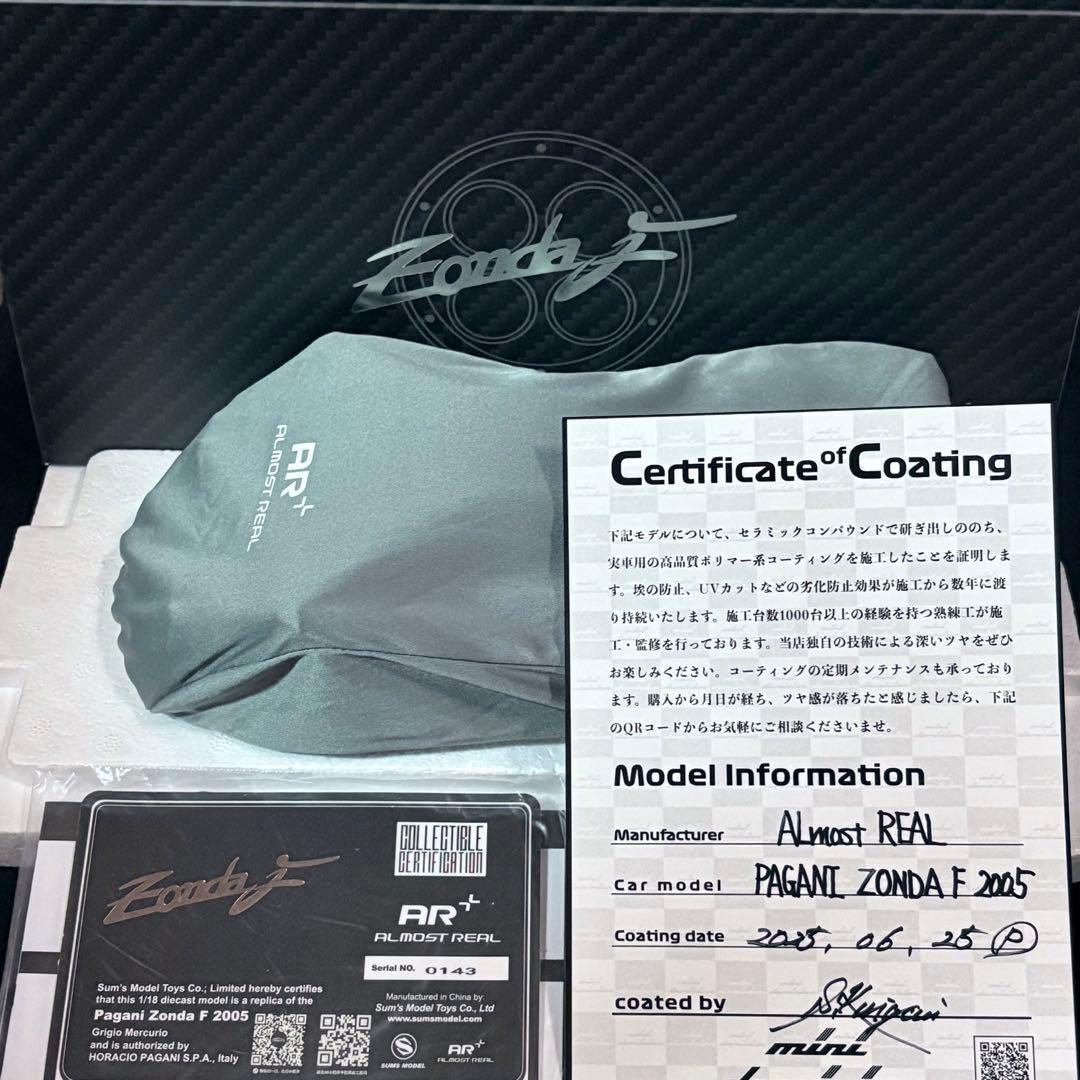 Zonda F
AR+
ALMOST REAL
Certificate of Coating
下記モデルについて、セラミックコンパウンドで研ぎ出しののち、
実車用の高品質ポリマー系コーティングを施工したことを証明しま
す。埃の防止、UVカットなどの劣化防止効果が施工から数年に渡
り持続いたします。施工台数1000台以上の経験を持つ熟練工が施
工・監修を行っております。当店独自の技術による深いツヤをぜひ
お楽しみください。コーティングの定期メンテナンスも承っており
ます。購入から月日が経ち、ツヤ感が落ちたと感じましたら、下記
のQRコードからお気軽にご相談くださいませ。
Model Information
Manufacturer ALmost REAL
Car model PAGANI ZONDA F 2005
Coating date 2025, 06, 25 P
coated by
mini
Zonda F
COLLECTIBLE
CERTIFICATION
AR+
ALMOST REAL
Serial NO. 0143
Sum's Model Toys Co.; Limited hereby certifies
that this 1/18 diecast model is a replica of the
Pagani Zonda F 2005
Grigio Mercurio
and is authorized by
HORACIO PAGANI S.P.A., Italy
Manufactured in China by:
Sum's Model Toys Co., Ltd
www.sumsmodel.com
SUMS MODEL
AR+
ALMOST REAL